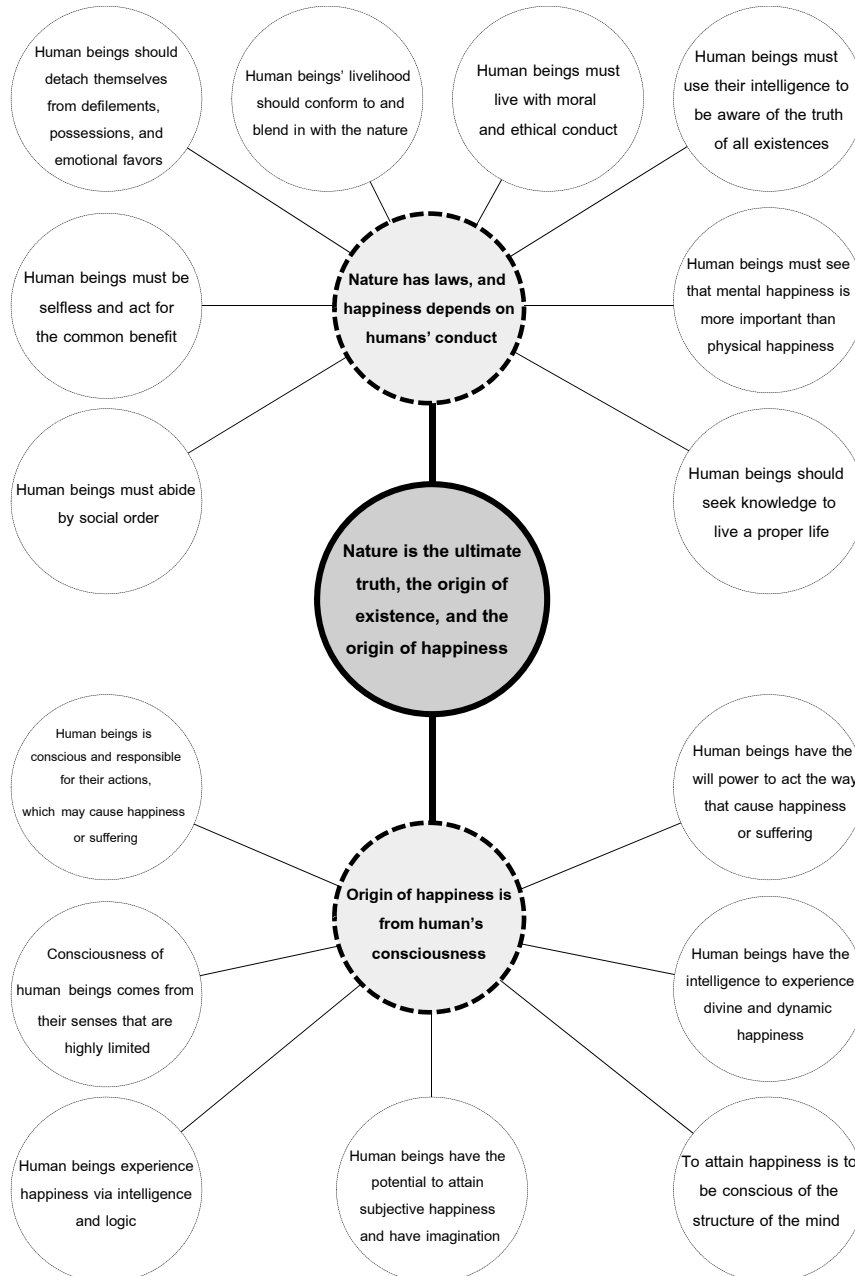 Human beings should
detach themselves
from defilements,
possessions, and
emotional favors
Human beings’ livelihood
should conform to and
blend in with the nature
Human beings must
live with moral
and ethical conduct
Human beings must
use their intelligence to
be aware of the truth
of all existences
Nature has laws, and
happiness depends on
humans’ conduct
Human beings must be
selfless and act for
the common benefit
Human beings must see
that mental happiness is
more important than
physical happiness
Human beings must abide
by social order
Human beings should
seek knowledge to
live a proper life
Nature is the ultimate
truth, the origin of
existence, and the
origin of happiness
Human beings is
conscious and responsible
for their actions,
which may cause happiness
or suffering
Human beings have the
will power to act the way
that cause happiness
or suffering
Origin of happiness is
from human’s
consciousness
Consciousness of
human beings comes from
their senses that are
highly limited
Human beings have the
intelligence to experience
divine and dynamic
happiness
Human beings experience
happiness via intelligence
and logic
Human beings have the
potential to attain
subjective happiness
and have imagination
To attain happiness is to
be conscious of the
structure of the mind